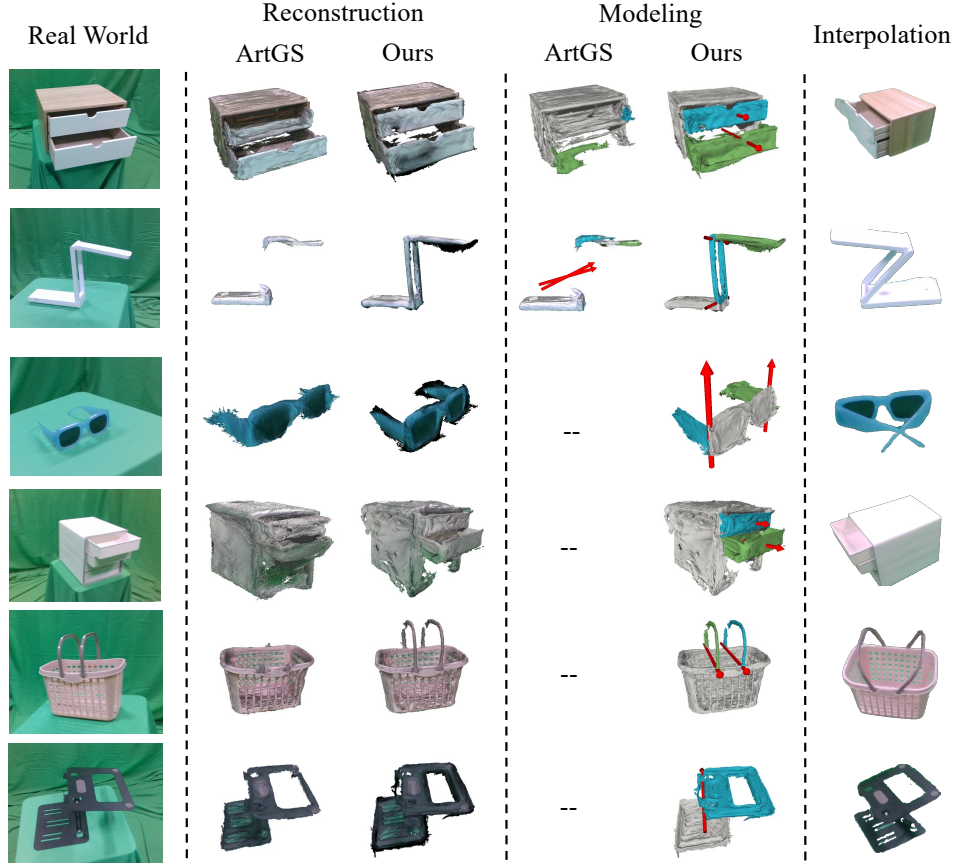 Reconstruction Modeling
Real World Interpolation
ArtGS Ours ArtGS Ours
--
--
--
--